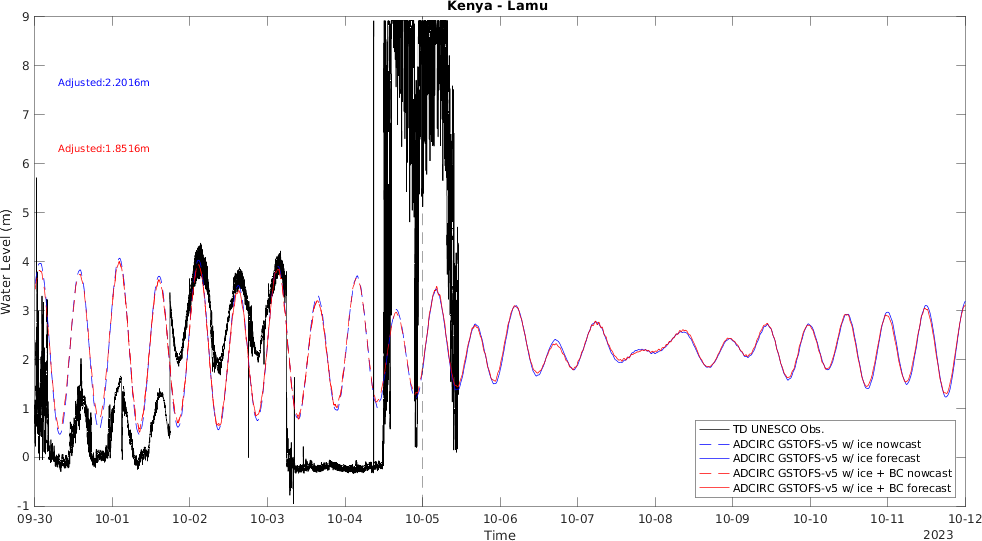 Kenya - Lamu
9
8
7
6
5
4
3
2
1
0
-1
Water Level (m)
Adjusted:2.2016m
Adjusted:1.8516m
TD UNESCO Obs.
ADCIRC GSTOFS-v5 w/ ice nowcast
ADCIRC GSTOFS-v5 w/ ice forecast
ADCIRC GSTOFS-v5 w/ ice + BC nowcast
ADCIRC GSTOFS-v5 w/ ice + BC forecast
09-30 10-01 10-02 10-03 10-04 10-05 10-06 10-07 10-08 10-09 10-10 10-11 10-12
Time
2023